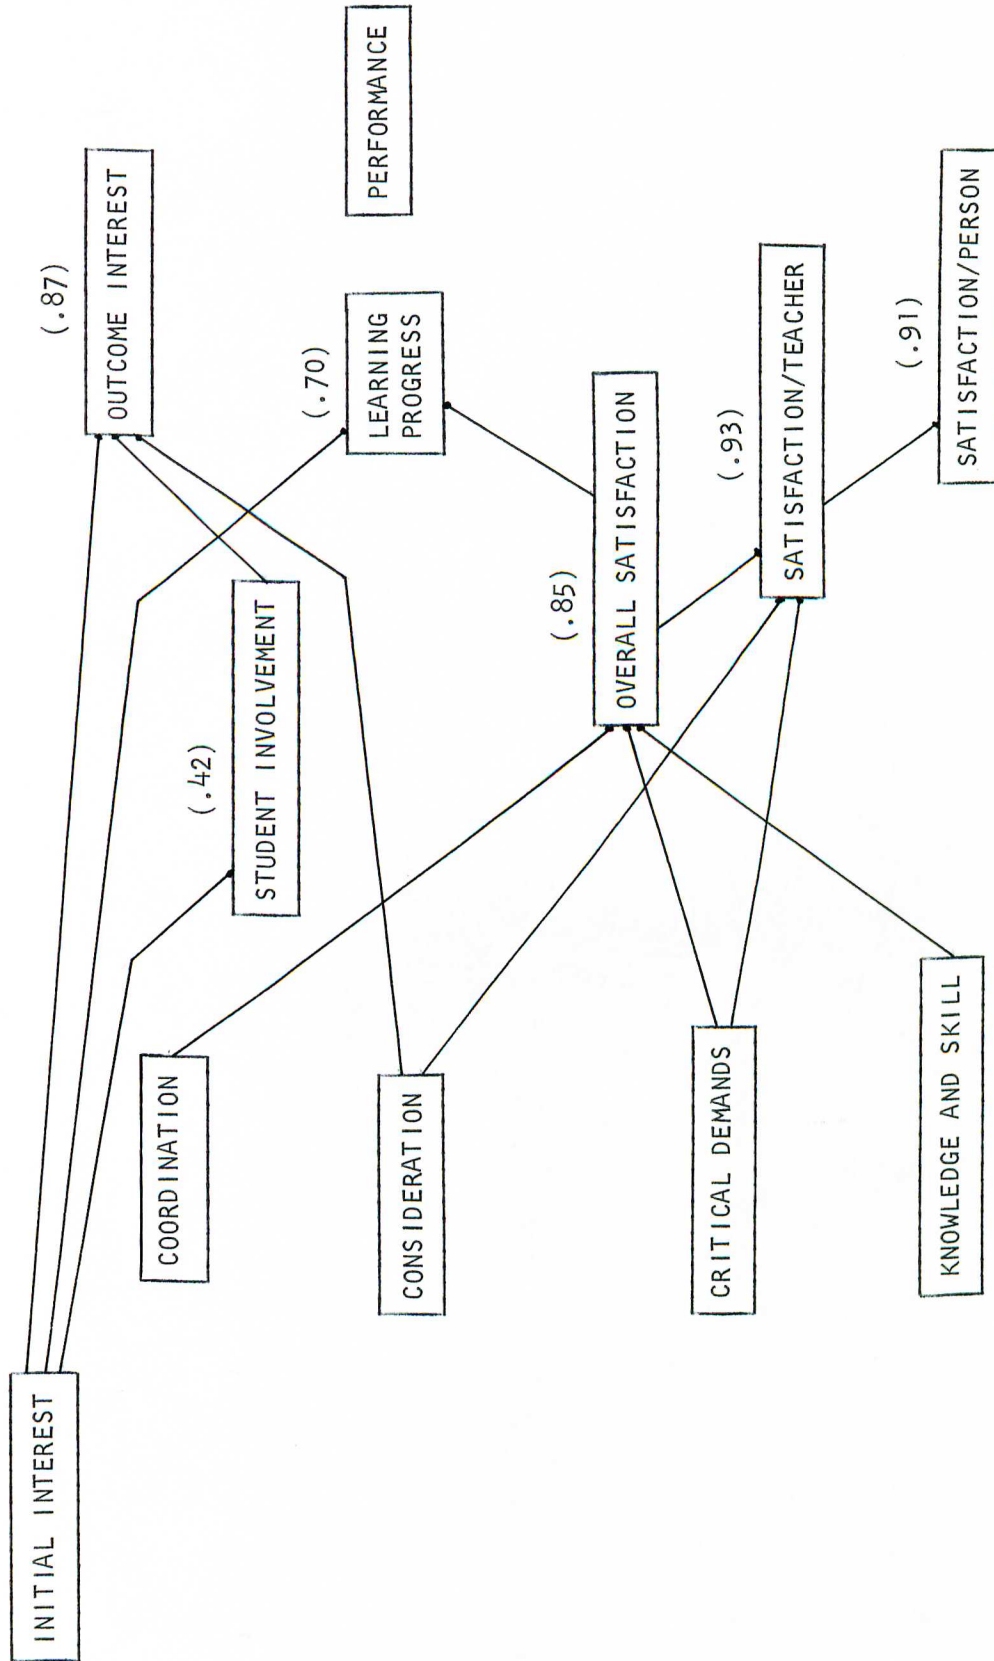 INITIAL INTEREST
COORDINATION
CONSIDERATION
CRITICAL DEMANDS
KNOWLEDGE AND SKILL
(.42)
STUDENT INVOLVEMENT
(.85)
OVERALL SATISFACTION
(.93)
SATISFACTION/TEACHER
(.91)
SATISFACTION/PERSON
(.70)
LEARNING
PROGRESS
(.87)
OUTCOME INTEREST
PERFORMANCE